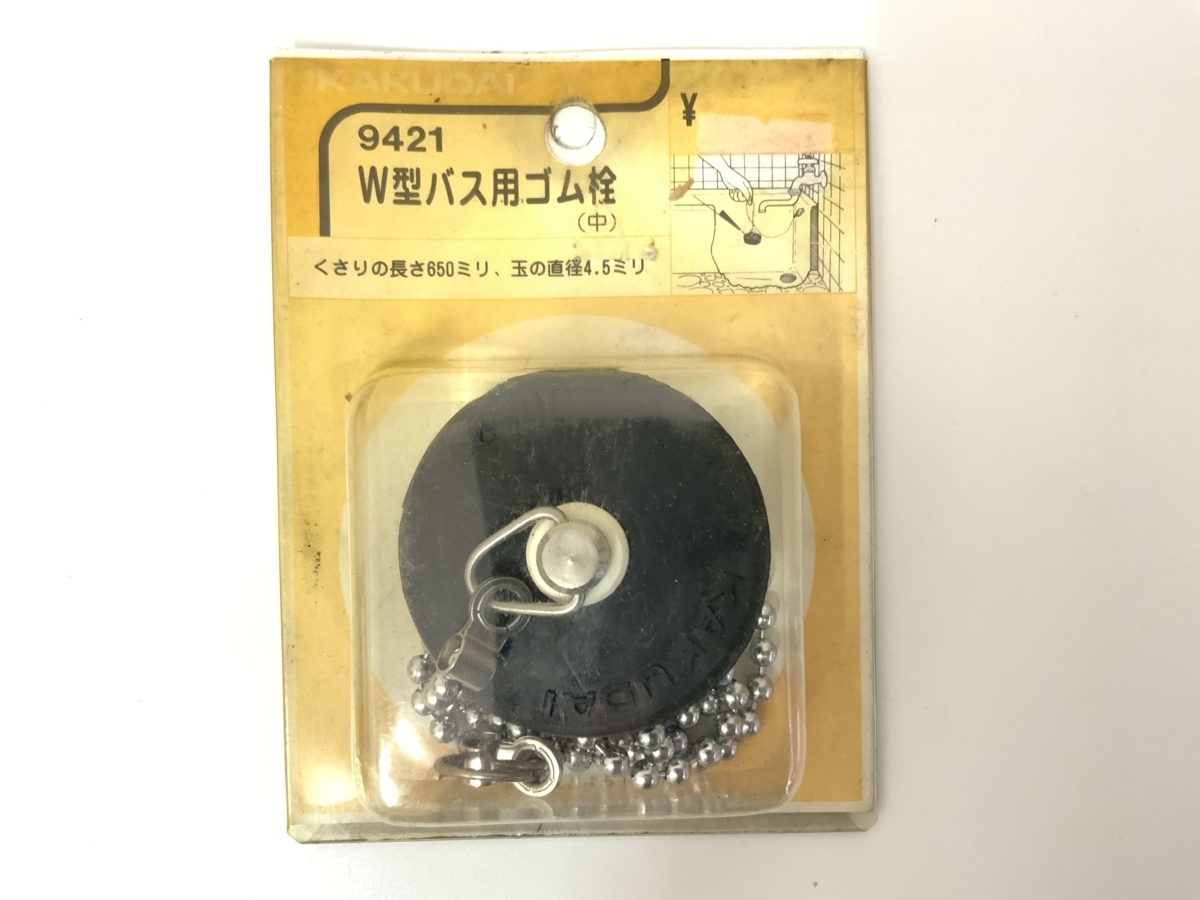 KAKUDAI
9421
¥
W型バス用ゴム栓
(中)
くさりの長さ650ミリ、玉の直径4.5ミリ
KAKUDAI